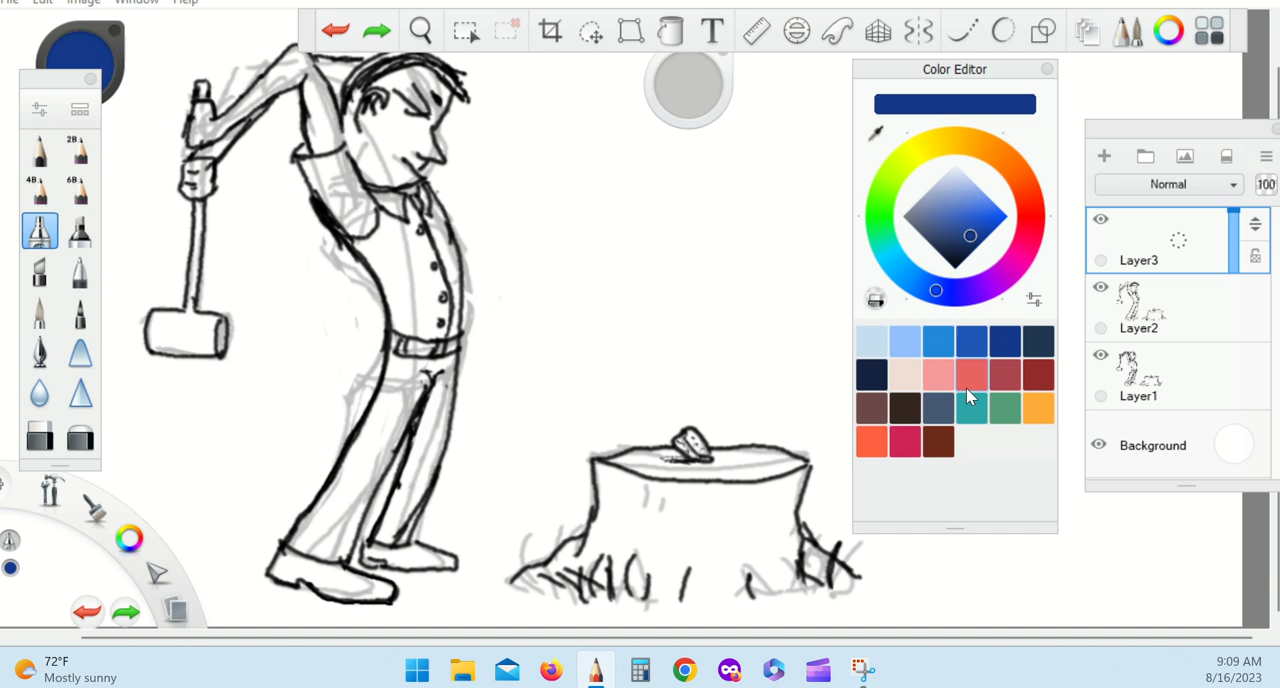 File Edit Image Window Help
T
Color Editor
2B
4B 6B
Normal 100
Layer3
Layer2
Layer1
Background
72°F
Mostly sunny
9:09 AM
8/16/2023